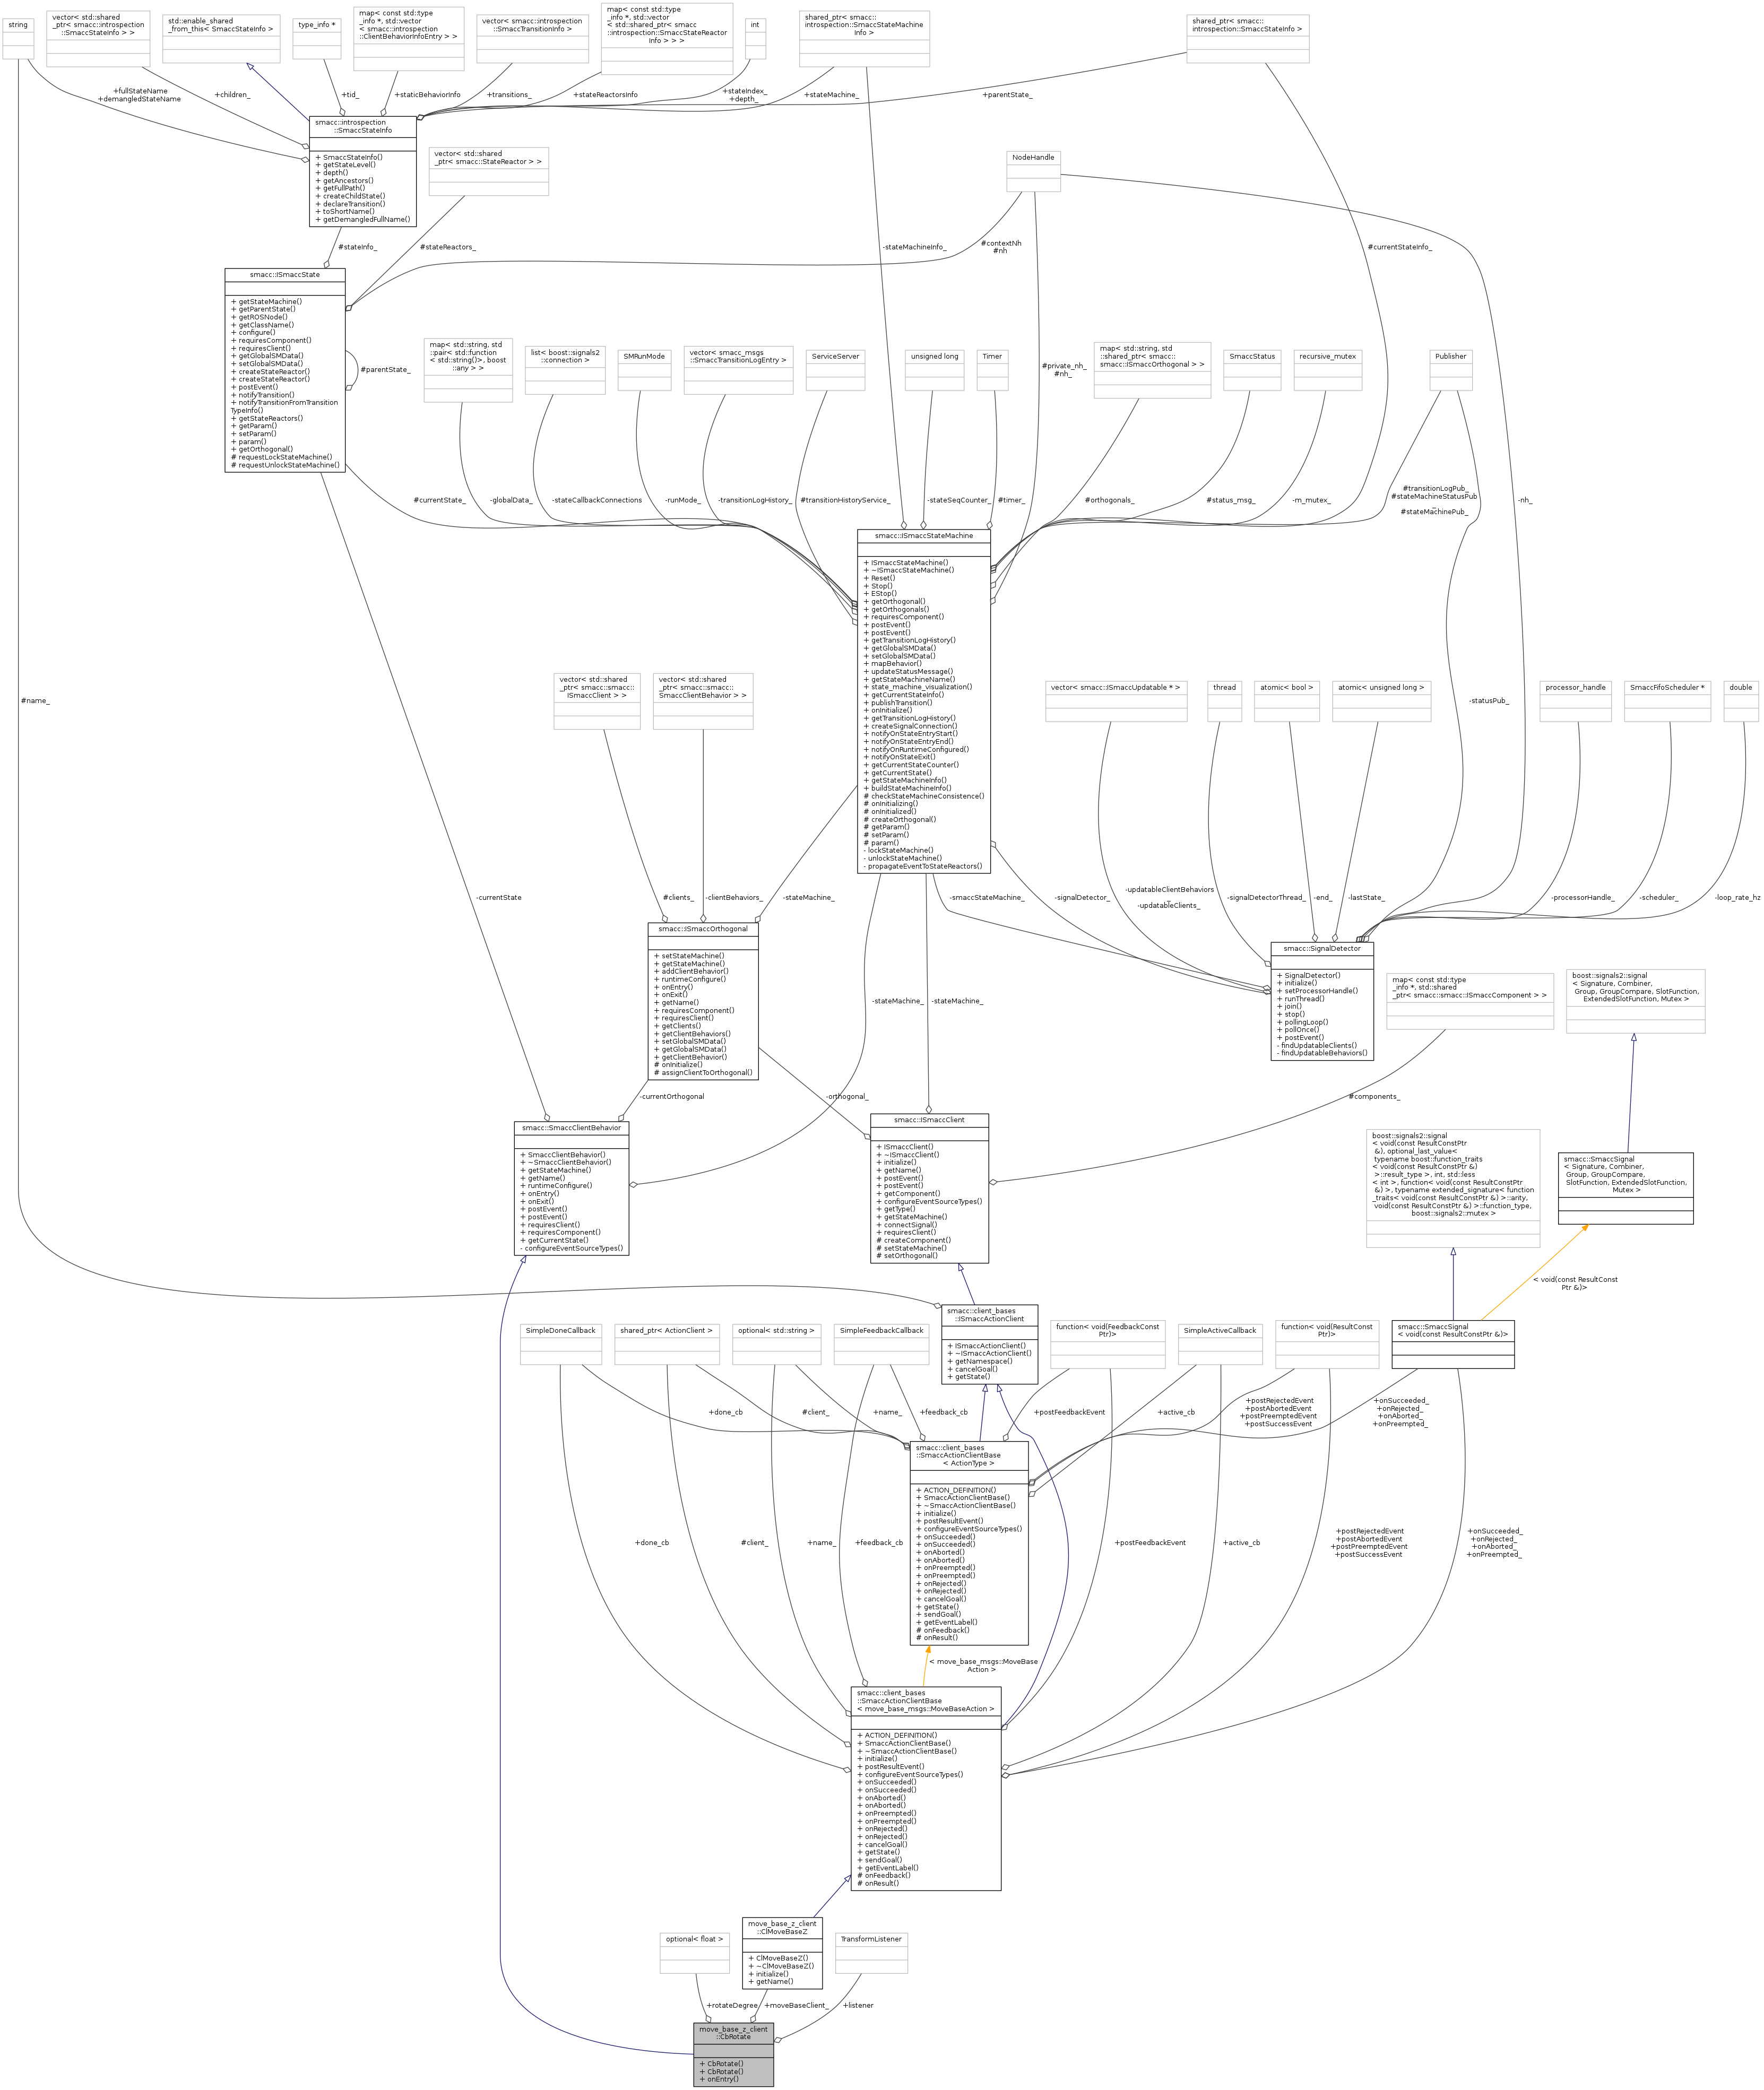 string
vector< std::shared
_ptr< smacc::introspection
::SmaccStateInfo > >
std::enable_shared
_from_this< SmaccStateInfo >
type_info *
map< const std::type
_info *, std::vector
< smacc::introspection
::ClientBehaviorInfoEntry > >
vector< smacc::introspection
::SmaccTransitionInfo >
map< const std::type
_info *, std::vector
< std::shared_ptr< smacc
::introspection::SmaccStateReactor
Info > > >
int
shared_ptr< smacc::
introspection::SmaccStateMachine
Info >
shared_ptr< smacc::
introspection::SmaccStateInfo >
+fullStateName
+demangledStateName
+children_
+tid_
+staticBehaviorInfo
+transitions_
+stateReactorsInfo
+stateIndex_
+depth_
+stateMachine_
+parentState_
smacc::introspection
::SmaccStateInfo
+ SmaccStateInfo()
+ getStateLevel()
+ depth()
+ getAncestors()
+ getFullPath()
+ createChildState()
+ declareTransition()
+ toShortName()
+ getDemangledFullName()
vector< std::shared
_ptr< smacc::StateReactor > >
NodeHandle
#stateInfo_
#stateReactors_
#contextNh
#nh
-stateMachineInfo_
#currentStateInfo_
smacc::ISmaccState
+ getStateMachine()
+ getParentState()
+ getROSNode()
+ getClassName()
+ configure()
+ requiresComponent()
+ requiresClient()
+ getGlobalSMData()
+ setGlobalSMData()
+ createStateReactor()
+ createStateReactor()
+ postEvent()
+ notifyTransition()
+ notifyTransitionFromTransition
TypeInfo()
+ getStateReactors()
+ getParam()
+ setParam()
+ param()
+ getOrthogonal()
# requestLockStateMachine()
# requestUnlockStateMachine()
#parentState_
map< std::string, std
::pair< std::function
< std::string()>, boost
::any > >
list< boost::signals2
::connection >
SMRunMode
vector< smacc_msgs
::SmaccTransitionLogEntry >
ServiceServer
unsigned long
Timer
#private_nh_
#nh_
map< std::string, std
::shared_ptr< smacc::
smacc::ISmaccOrthogonal > >
SmaccStatus
recursive_mutex
Publisher
#currentState_
-globalData_
-stateCallbackConnections
-runMode_
-transitionLogHistory_
#transitionHistoryService_
-stateSeqCounter_
#timer_
#orthogonals_
#status_msg_
-m_mutex_
#transitionLogPub_
#stateMachineStatusPub
_
#stateMachinePub_
-nh_
smacc::ISmaccStateMachine
+ ISmaccStateMachine()
+ ~ISmaccStateMachine()
+ Reset()
+ Stop()
+ EStop()
+ getOrthogonal()
+ getOrthogonals()
+ requiresComponent()
+ postEvent()
+ postEvent()
+ getTransitionLogHistory()
+ getGlobalSMData()
+ setGlobalSMData()
+ mapBehavior()
+ updateStatusMessage()
+ getStateMachineName()
+ state_machine_visualization()
+ getCurrentStateInfo()
+ publishTransition()
+ onInitialize()
+ getTransitionLogHistory()
+ createSignalConnection()
+ notifyOnStateEntryStart()
+ notifyOnStateEntryEnd()
+ notifyOnRuntimeConfigured()
+ notifyOnStateExit()
+ getCurrentStateCounter()
+ getCurrentState()
+ getStateMachineInfo()
+ buildStateMachineInfo()
# checkStateMachineConsistence()
# onInitializing()
# onInitialized()
# createOrthogonal()
# getParam()
# setParam()
# param()
- lockStateMachine()
- unlockStateMachine()
- propagateEventToStateReactors()
#name_
vector< std::shared
_ptr< smacc::smacc::
ISmaccClient > >
vector< std::shared
_ptr< smacc::smacc::
SmaccClientBehavior > >
vector< smacc::ISmaccUpdatable * >
thread
atomic< bool >
atomic< unsigned long >
processor_handle
SmaccFifoScheduler *
double
-statusPub_
-currentState
#clients_
-clientBehaviors_
-stateMachine_
-smaccStateMachine_
-signalDetector_
-updatableClientBehaviors
_
-updatableClients_
-signalDetectorThread_
-end_
-lastState_
-processorHandle_
-scheduler_
-loop_rate_hz
smacc::ISmaccOrthogonal
+ setStateMachine()
+ getStateMachine()
+ addClientBehavior()
+ runtimeConfigure()
+ onEntry()
+ onExit()
+ getName()
+ requiresComponent()
+ requiresClient()
+ getClients()
+ getClientBehaviors()
+ setGlobalSMData()
+ getGlobalSMData()
+ getClientBehavior()
# onInitialize()
# assignClientToOrthogonal()
smacc::SignalDetector
+ SignalDetector()
+ initialize()
+ setProcessorHandle()
+ runThread()
+ join()
+ stop()
+ pollingLoop()
+ pollOnce()
+ postEvent()
- findUpdatableClients()
- findUpdatableBehaviors()
map< const std::type
_info *, std::shared
_ptr< smacc::smacc::ISmaccComponent > >
boost::signals2::signal
< Signature, Combiner,
Group, GroupCompare, SlotFunction,
ExtendedSlotFunction, Mutex >
-stateMachine_
-stateMachine_
-currentOrthogonal
-orthogonal_
#components_
smacc::SmaccClientBehavior
+ SmaccClientBehavior()
+ ~SmaccClientBehavior()
+ getStateMachine()
+ getName()
+ runtimeConfigure()
+ onEntry()
+ onExit()
+ postEvent()
+ postEvent()
+ requiresClient()
+ requiresComponent()
+ getCurrentState()
- configureEventSourceTypes()
smacc::ISmaccClient
+ ISmaccClient()
+ ~ISmaccClient()
+ initialize()
+ getName()
+ postEvent()
+ postEvent()
+ getComponent()
+ configureEventSourceTypes()
+ getType()
+ getStateMachine()
+ connectSignal()
+ requiresClient()
# createComponent()
# setStateMachine()
# setOrthogonal()
boost::signals2::signal
< void(const ResultConstPtr
&), optional_last_value<
typename boost::function_traits
< void(const ResultConstPtr &)
>::result_type >, int, std::less
< int >, function< void(const ResultConstPtr
&) >, typename extended_signature< function
_traits< void(const ResultConstPtr &) >::arity,
void(const ResultConstPtr &) >::function_type,
boost::signals2::mutex >
smacc::SmaccSignal
< Signature, Combiner,
Group, GroupCompare,
SlotFunction, ExtendedSlotFunction,
Mutex >
< void(const ResultConst
Ptr &)>
smacc::client_bases
::ISmaccActionClient
+ ISmaccActionClient()
+ ~ISmaccActionClient()
+ getNamespace()
+ cancelGoal()
+ getState()
SimpleDoneCallback
shared_ptr< ActionClient >
optional< std::string >
SimpleFeedbackCallback
function< void(FeedbackConst
Ptr)>
SimpleActiveCallback
function< void(ResultConst
Ptr)>
smacc::SmaccSignal
< void(const ResultConstPtr &)>
+done_cb
#client_
+name_
+feedback_cb
+postFeedbackEvent
+active_cb
+postRejectedEvent
+postAbortedEvent
+postPreemptedEvent
+postSuccessEvent
+onSucceeded_
+onRejected_
+onAborted_
+onPreempted_
smacc::client_bases
::SmaccActionClientBase
< ActionType >
+ ACTION_DEFINITION()
+ SmaccActionClientBase()
+ ~SmaccActionClientBase()
+ initialize()
+ postResultEvent()
+ configureEventSourceTypes()
+ onSucceeded()
+ onSucceeded()
+ onAborted()
+ onAborted()
+ onPreempted()
+ onPreempted()
+ onRejected()
+ onRejected()
+ cancelGoal()
+ getState()
+ sendGoal()
+ getEventLabel()
# onFeedback()
# onResult()
+done_cb
#client_
+name_
+feedback_cb
+postFeedbackEvent
+active_cb
+postRejectedEvent
+postAbortedEvent
+postPreemptedEvent
+postSuccessEvent
+onSucceeded_
+onRejected_
+onAborted_
+onPreempted_
< move_base_msgs::MoveBase
Action >
smacc::client_bases
::SmaccActionClientBase
< move_base_msgs::MoveBaseAction >
+ ACTION_DEFINITION()
+ SmaccActionClientBase()
+ ~SmaccActionClientBase()
+ initialize()
+ postResultEvent()
+ configureEventSourceTypes()
+ onSucceeded()
+ onSucceeded()
+ onAborted()
+ onAborted()
+ onPreempted()
+ onPreempted()
+ onRejected()
+ onRejected()
+ cancelGoal()
+ getState()
+ sendGoal()
+ getEventLabel()
# onFeedback()
# onResult()
optional< float >
move_base_z_client
::ClMoveBaseZ
+ ClMoveBaseZ()
+ ~ClMoveBaseZ()
+ initialize()
+ getName()
TransformListener
+rotateDegree
+moveBaseClient_
+listener
move_base_z_client
::CbRotate
+ CbRotate()
+ CbRotate()
+ onEntry()